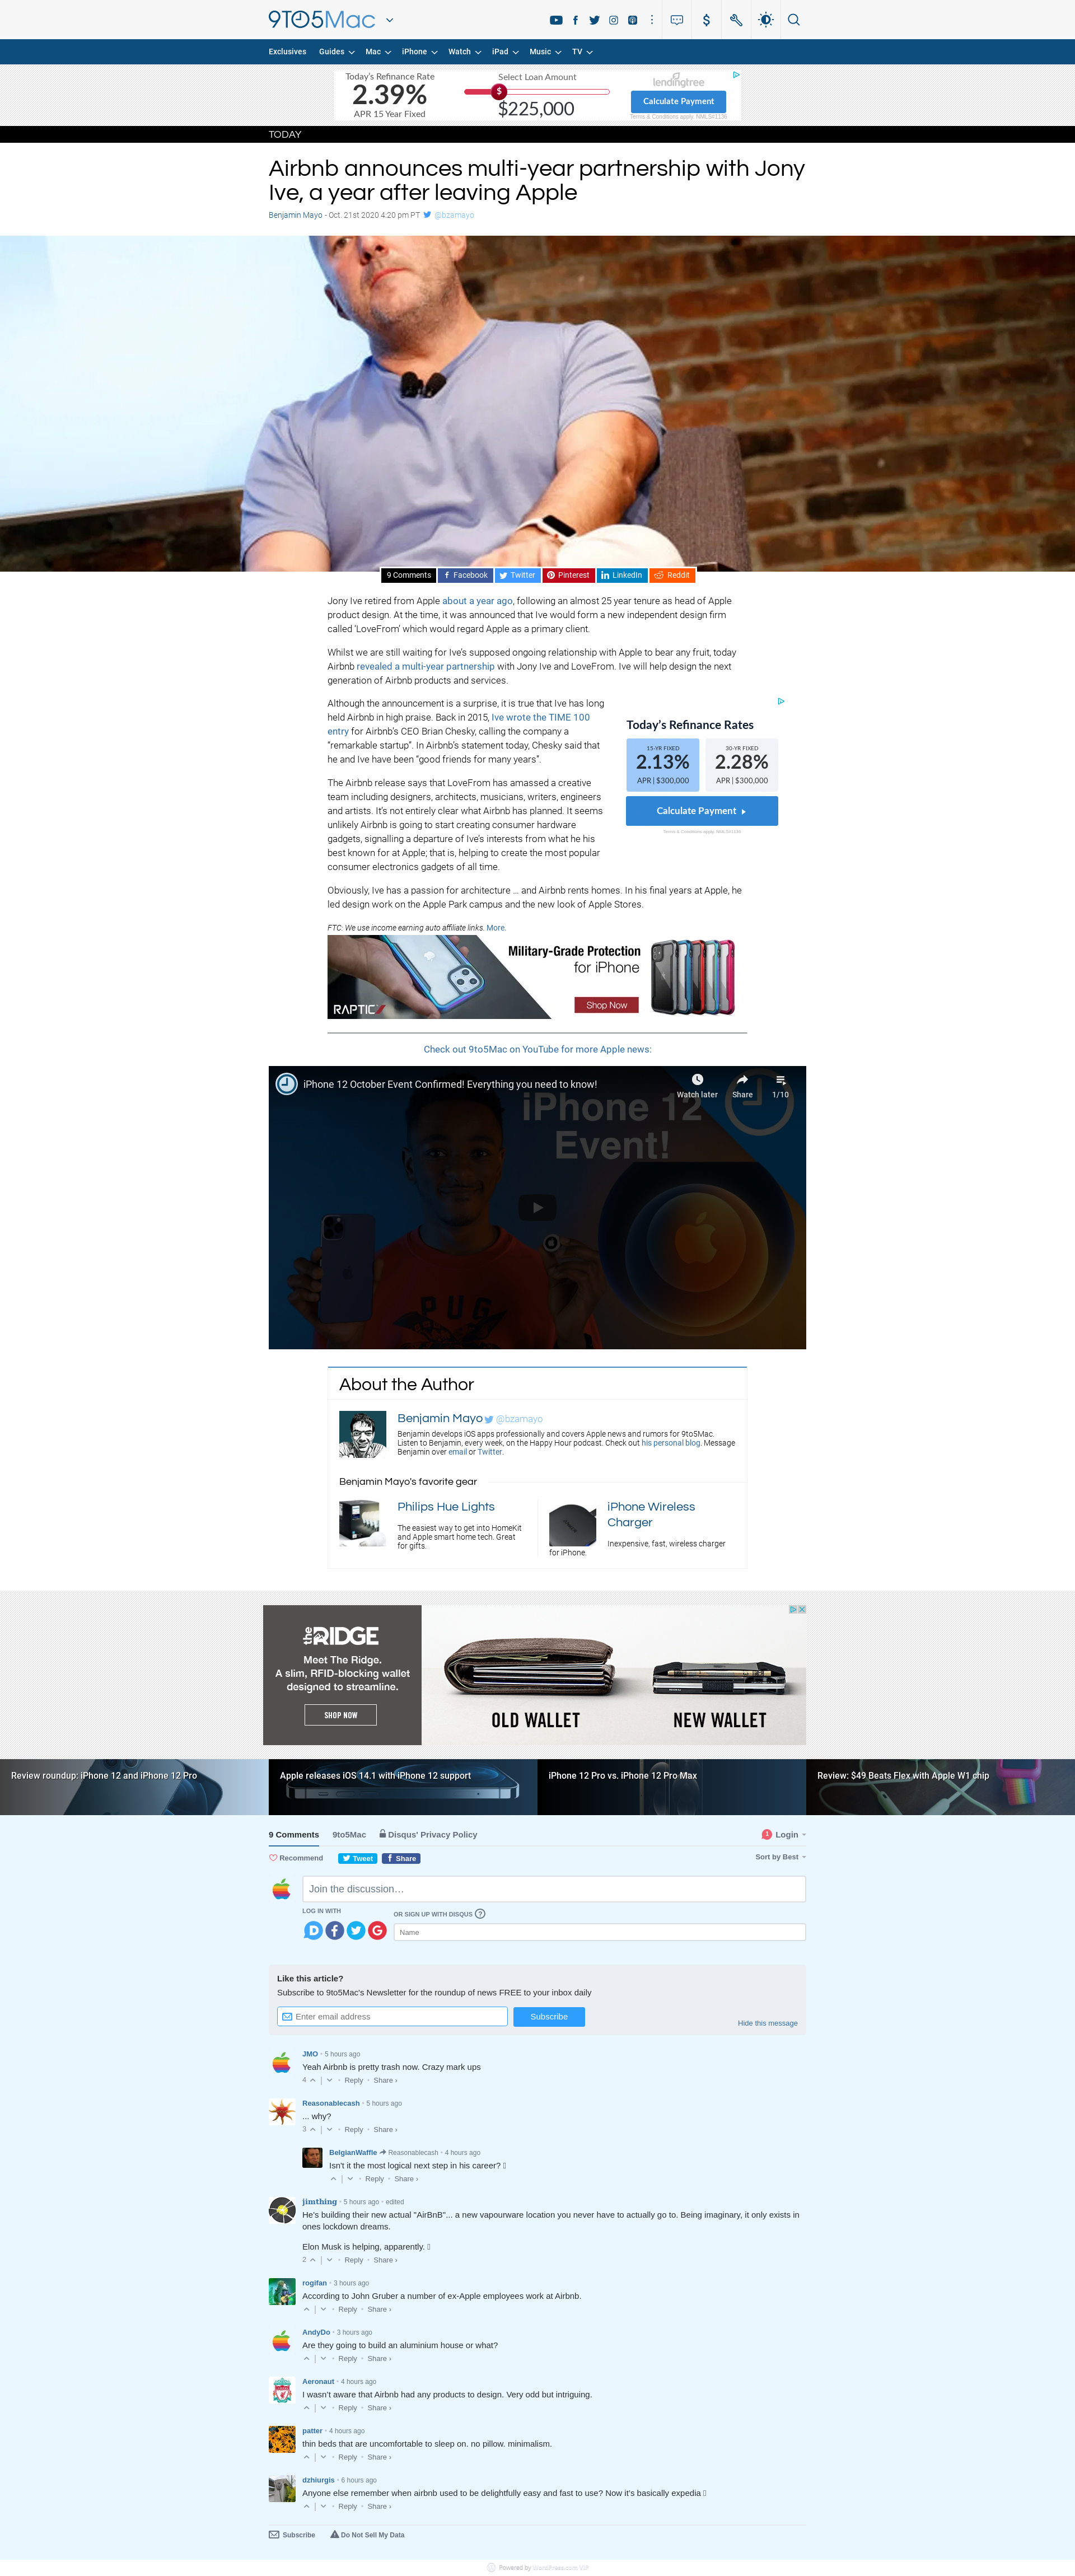 9TO5Mac
Exclusives Guides Mac iPhone Watch iPad Music TV
Today's Refinance Rate
2.39%
APR 15 Year Fixed
Select Loan Amount
$
$225,000
lendingtree
Calculate Payment
Terms & Conditions apply. NMLS#1136
TODAY
Airbnb announces multi-year partnership with Jony
Ive, a year after leaving Apple
Benjamin Mayo - Oct. 21st 2020 4:20 pm PT @bzamayo
9 Comments Facebook Twitter Pinterest LinkedIn Reddit
Jony Ive retired from Apple about a year ago, following an almost 25 year tenure as head of Apple
product design. At the time, it was announced that Ive would form a new independent design firm
called ‘LoveFrom’ which would regard Apple as a primary client.
Whilst we are still waiting for Ive’s supposed ongoing relationship with Apple to bear any fruit, today
Airbnb revealed a multi-year partnership with Jony Ive and LoveFrom. Ive will help design the next
generation of Airbnb products and services.
Although the announcement is a surprise, it is true that Ive has long
held Airbnb in high praise. Back in 2015, Ive wrote the TIME 100
entry for Airbnb’s CEO Brian Chesky, calling the company a
“remarkable startup”. In Airbnb’s statement today, Chesky said that
he and Ive have been “good friends for many years”.
Today's Refinance Rates
15-YR FIXED
2.13%
APR | $300,000
30-YR FIXED
2.28%
APR | $300,000
Calculate Payment
Terms & Conditions apply. NMLS#1136
The Airbnb release says that LoveFrom has amassed a creative
team including designers, architects, musicians, writers, engineers
and artists. It’s not entirely clear what Airbnb has planned. It seems
unlikely Airbnb is going to start creating consumer hardware
gadgets, signalling a departure of Ive’s interests from what he his
best known for at Apple; that is, helping to create the most popular
consumer electronics gadgets of all time.
Obviously, Ive has a passion for architecture … and Airbnb rents homes. In his final years at Apple, he
led design work on the Apple Park campus and the new look of Apple Stores.
FTC: We use income earning auto affiliate links. More.
RAPTIC
Military-Grade Protection
for iPhone
Shop Now
Check out 9to5Mac on YouTube for more Apple news:
iPhone 12 October Event Confirmed! Everything you need to know!
Watch later Share 1/10
iPhone 12
Event!
PUG
About the Author
Benjamin Mayo @bzamayo
Benjamin develops iOS apps professionally and covers Apple news and rumors for 9to5Mac.
Listen to Benjamin, every week, on the Happy Hour podcast. Check out his personal blog. Message
Benjamin over email or Twitter.
Benjamin Mayo's favorite gear
Philips Hue Lights
The easiest way to get into HomeKit
and Apple smart home tech. Great
for gifts.
iPhone Wireless
Charger
Inexpensive, fast, wireless charger
for iPhone.
the RIDGE
Meet The Ridge.
A slim, RFID-blocking wallet
designed to streamline.
SHOP NOW
OLD WALLET
NEW WALLET
Review roundup: iPhone 12 and iPhone 12 Pro
Apple releases iOS 14.1 with iPhone 12 support
iPhone 12 Pro vs. iPhone 12 Pro Max
Review: $49 Beats Flex with Apple W1 chip
9 Comments 9to5Mac Disqus' Privacy Policy 1 Login
Recommend Tweet Share Sort by Best
Join the discussion…
LOG IN WITH
OR SIGN UP WITH DISQUS ?
Name
Like this article?
Subscribe to 9to5Mac's Newsletter for the roundup of news FREE to your inbox daily
Enter email address
Subscribe
Hide this message
JMO • 5 hours ago
Yeah Airbnb is pretty trash now. Crazy mark ups
4 | • Reply • Share ›
Reasonablecash • 5 hours ago
... why?
3 | • Reply • Share ›
BelgianWaffle Reasonablecash • 4 hours ago
Isn't it the most logical next step in his career?
| • Reply • Share ›
jimthing • 5 hours ago • edited
He's building their new actual "AirBnB"... a new vapourware location you never have to actually go to. Being imaginary, it only exists in
ones lockdown dreams.
Elon Musk is helping, apparently.
2 | • Reply • Share ›
rogifan • 3 hours ago
According to John Gruber a number of ex-Apple employees work at Airbnb.
| • Reply • Share ›
AndyDo • 3 hours ago
Are they going to build an aluminium house or what?
| • Reply • Share ›
Aeronaut • 4 hours ago
I wasn’t aware that Airbnb had any products to design. Very odd but intriguing.
| • Reply • Share ›
patter • 4 hours ago
thin beds that are uncomfortable to sleep on. no pillow. minimalism.
| • Reply • Share ›
dzhiurgis • 6 hours ago
Anyone else remember when airbnb used to be delightfully easy and fast to use? Now it's basically expedia
| • Reply • Share ›
Subscribe Do Not Sell My Data
Powered by WordPress.com VIP